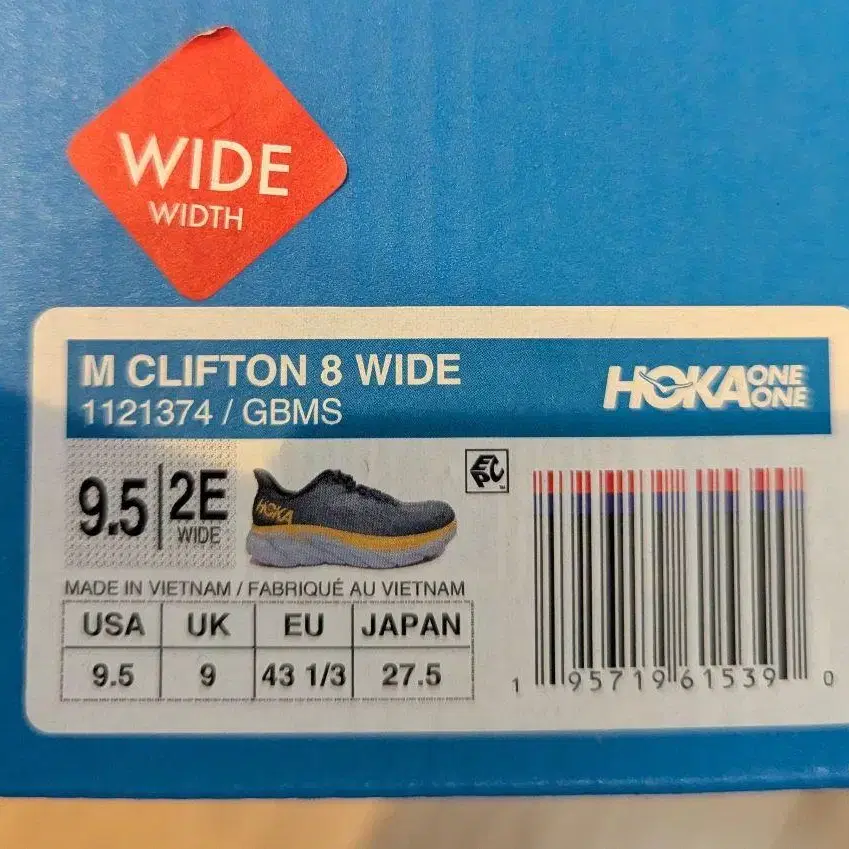 WIDE
WIDTH
M CLIFTON 8 WIDE
1121374 / GBMS
HOKA ONE ONE
9.5 2E
WIDE
HOKA
EPC
MADE IN VIETNAM / FABRIQUÉ AU VIETNAM
USA UK EU JAPAN
9.5 9 43 1/3 27.5
1 95719 61539 0